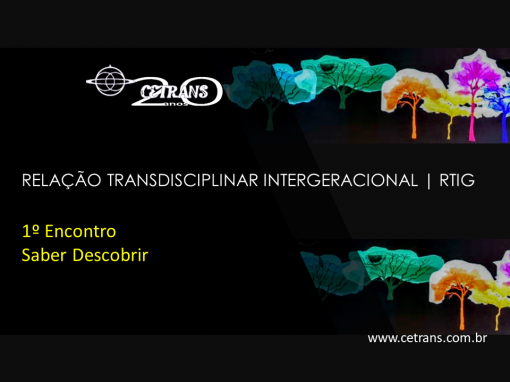 CETRANS
20
anos
RELAÇÃO TRANSDISCIPLINAR INTERGERACIONAL | RTIG
1º Encontro
Saber Descobrir
www.cetrans.com.br